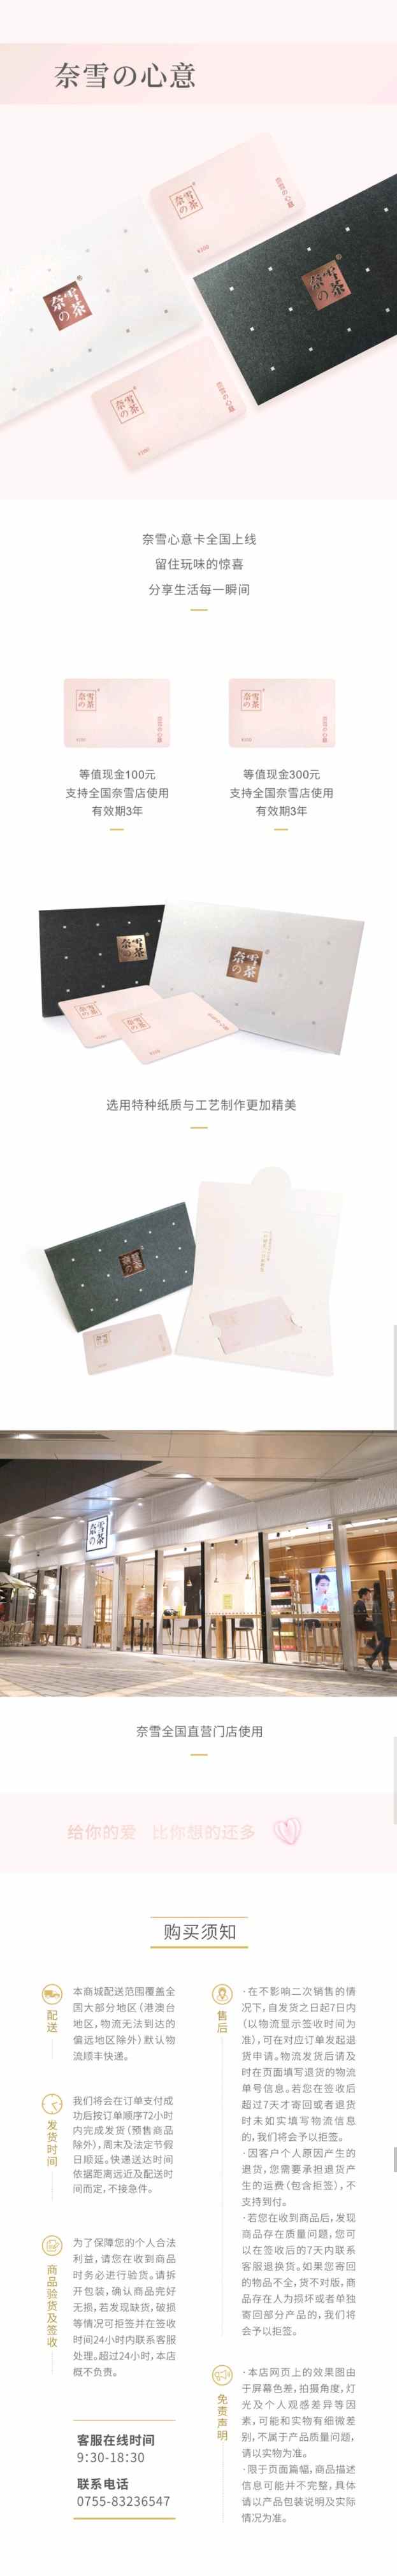 奈雪の心意
奈雪
の茶
奈雪の心意
¥300
奈雪
の茶
奈雪
の茶
奈雪
の茶
奈雪の心意
奈雪心意卡全国上线
留住玩味的惊喜
分享生活每一瞬间
奈雪
の茶
奈雪の心意
奈雪
の茶
奈雪の心意
等值现金100元
支持全国奈雪店使用
有效期3年
等值现金300元
支持全国奈雪店使用
有效期3年
奈雪
の茶
奈雪
の茶
选用特种纸质与工艺制作更加精美
奈雪
の茶
奈雪全国直营门店使用
给你的爱 比你想的还多
购买须知
配送
本商城配送范围覆盖全
国大部分地区(港澳台
地区,物流无法到达的
偏远地区除外)默认物
流顺丰快递。
发货时间
我们将会在订单支付成
功后按订单顺序72小时
内完成发货(预售商品
除外),周末及法定节假
日顺延。快递送达时间
依据距离远近及配送时
间而定,不接急件。
商品验货及签收
为了保障您的个人合法
利益,请您在收到商品
时务必进行验货。请拆
开包装,确认商品完好
无损,若发现缺货,破损
等情况可拒签并在签收
时间24小时内联系客服
处理。超过24小时,本店
概不负责。
客服在线时间
9:30-18:30
联系电话
0755-83236547
售后
·在不影响二次销售的情
况下,自发货之日起7日内
(以物流显示签收时间为
准),可在对应订单发起退
货申请。物流发货后请及
时在页面填写退货的物流
单号信息。若您在签收后
超过7天才寄回或者退货
时未如实填写物流信息
的,我们将会予以拒签。
·因客户个人原因产生的
退货,您需要承担退货产
生的运费(包含拒签),不
支持到付。
·若您在收到商品后,发现
商品存在质量问题,您可
以在签收后的7天内联系
客服退换货。如果您寄回
的物品不全,货不对版,商
品存在人为损坏或者单独
寄回部分产品的,我们将
会予以拒签。
免责声明
·本店网页上的效果图由
于屏幕色差,拍摄角度,灯
光及个人观感差异等因
素,可能和实物有细微差
别,不属于产品质量问题,
请以实物为准。
·限于页面篇幅,商品描述
信息可能并不完整,具体
请以产品包装说明及实际
情况为准。